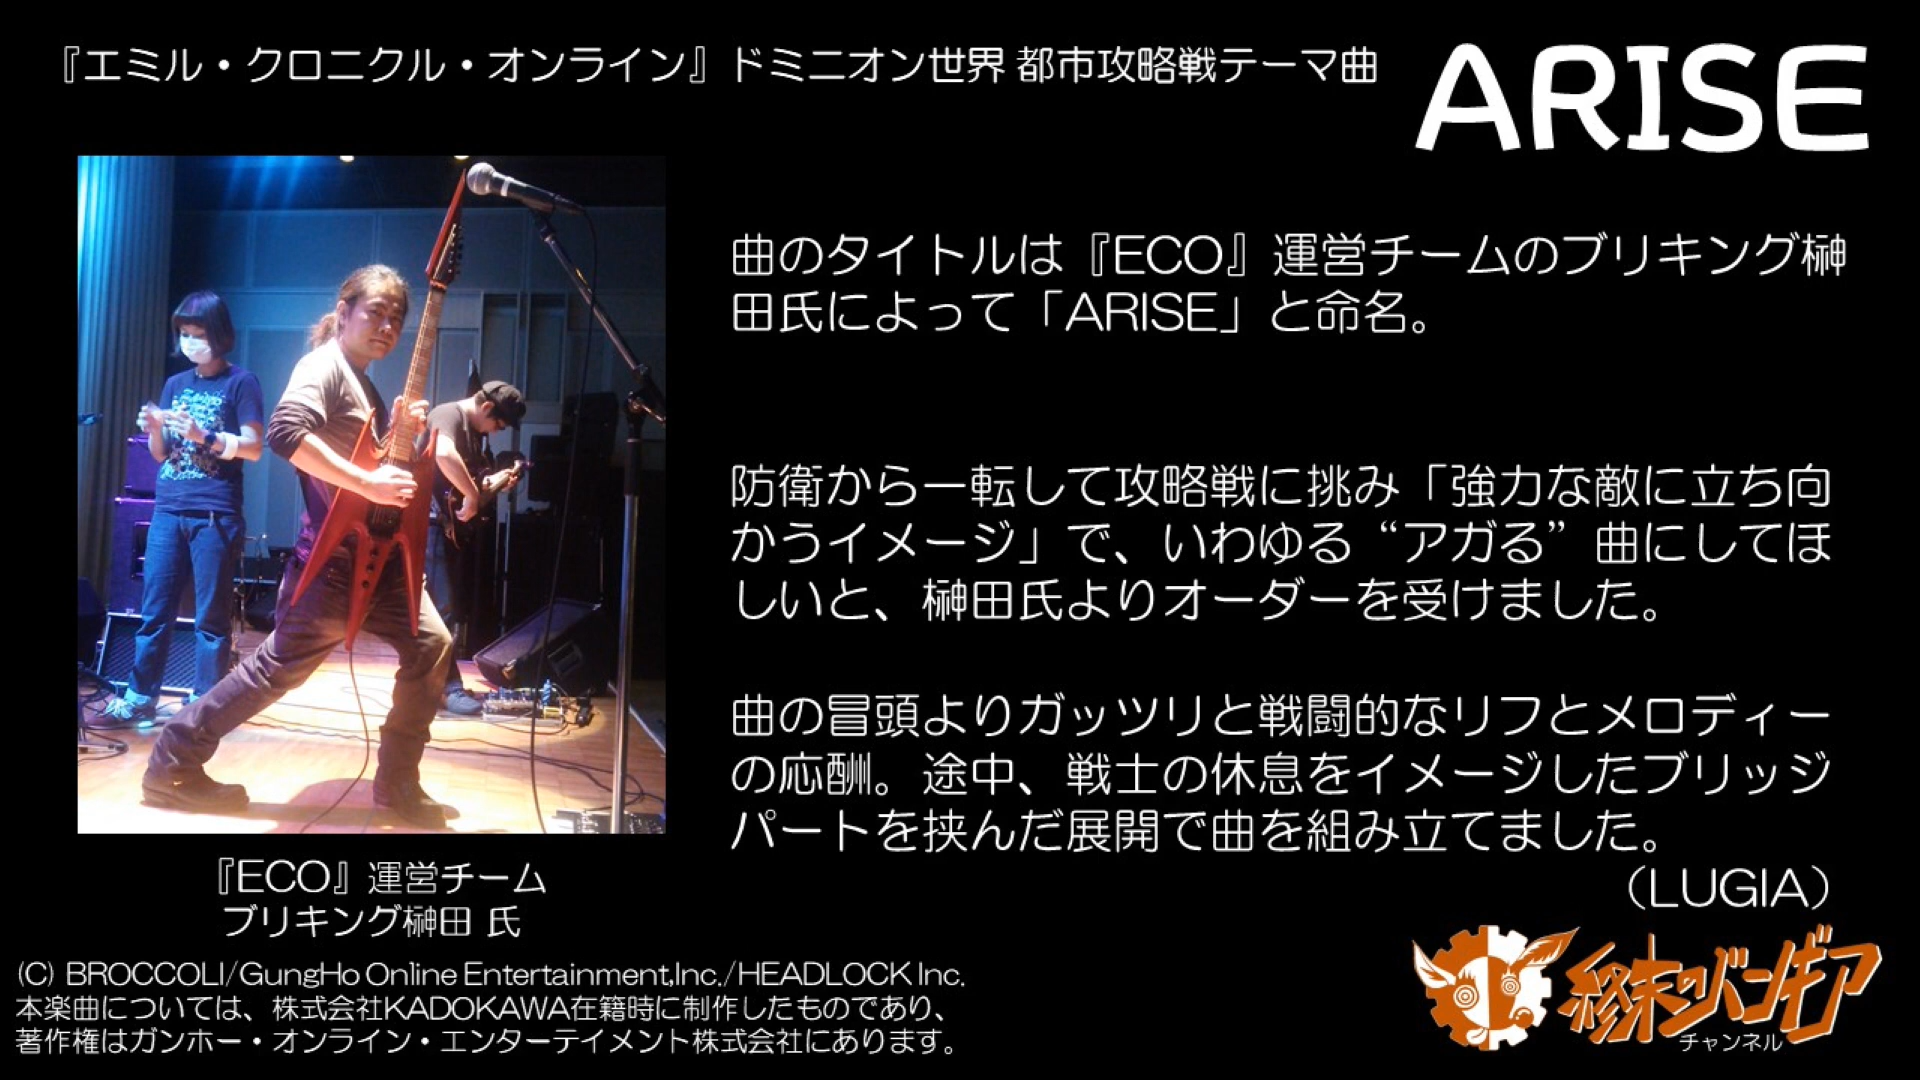 『エミル・クロニクル・オンライン』ドミニオン世界 都市攻略戦テーマ曲
ARISE
曲のタイトルは『ECO』運営チームのブリキング榊
田氏によって「ARISE」と命名。
防衛から一転して攻略戦に挑み「強力な敵に立ち向
かうイメージ」で、いわゆる“アガる”曲にしてほ
しいと、榊田氏よりオーダーを受けました。
曲の冒頭よりガッツリと戦闘的なリフとメロディー
の応酬。途中、戦士の休息をイメージしたブリッジ
パートを挟んだ展開で曲を組み立てました。
（LUGIA）
『ECO』運営チーム
ブリキング榊田 氏
(C) BROCCOLI/GungHo Online Entertainment,Inc./HEADLOCK Inc.
本楽曲については、株式会社KADOKAWA在籍時に制作したものであり、
著作権はガンホー・オンライン・エンターテイメント株式会社にあります。
終末のバンギア
チャンネル